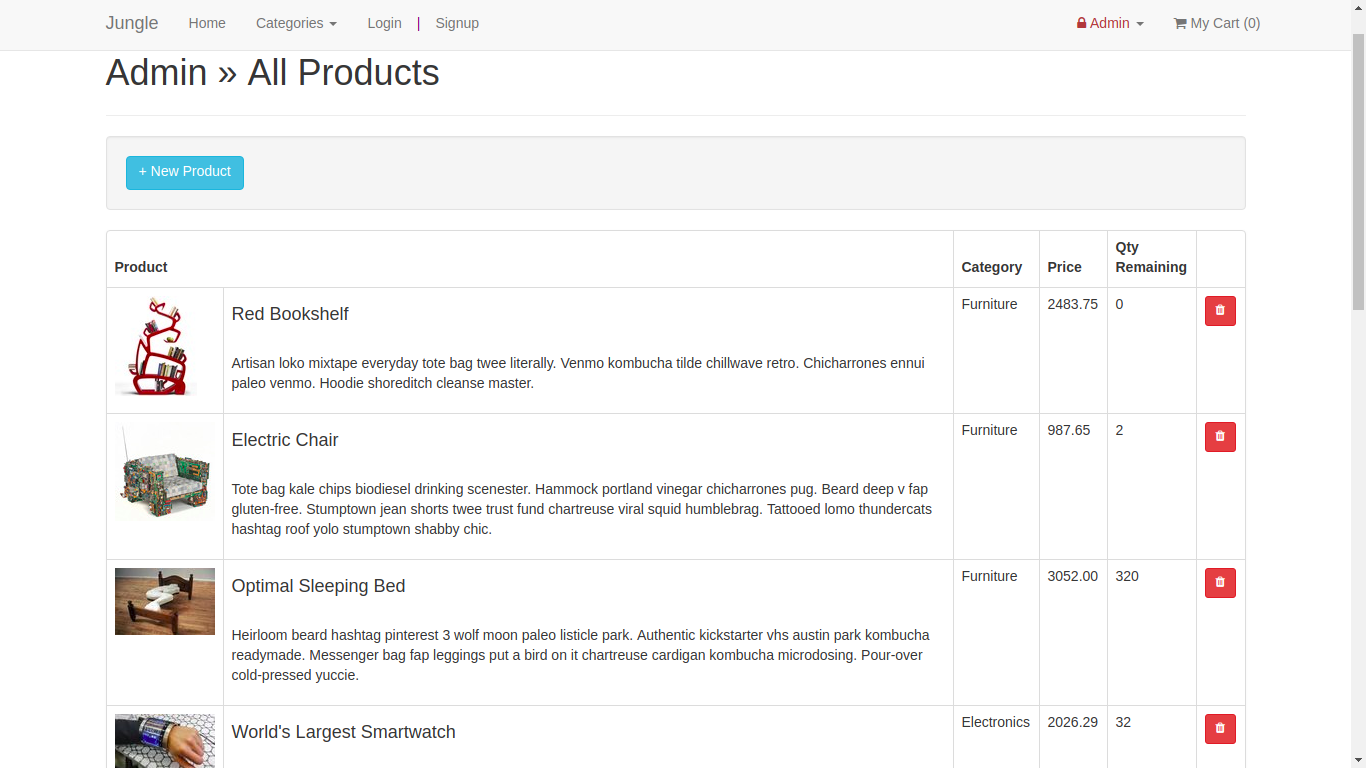 Jungle Home Categories Login | Signup Admin My Cart (0)
Admin » All Products
+ New Product
Product Category Price Qty Remaining
Red Bookshelf Furniture 2483.75 0
Artisan loko mixtape everyday tote bag twee literally. Venmo kombucha tilde chillwave retro. Chicharrones ennui
paleo venmo. Hoodie shoreditch cleanse master.
Electric Chair Furniture 987.65 2
Tote bag kale chips biodiesel drinking scenester. Hammock portland vinegar chicharrones pug. Beard deep v fap
gluten-free. Stumptown jean shorts twee trust fund chartreuse viral squid humblebrag. Tattooed lomo thundercats
hashtag roof yolo stumptown shabby chic.
Optimal Sleeping Bed Furniture 3052.00 320
Heirloom beard hashtag pinterest 3 wolf moon paleo listicle park. Authentic kickstarter vhs austin park kombucha
readymade. Messenger bag fap leggings put a bird on it chartreuse cardigan kombucha microdosing. Pour-over
cold-pressed yuccie.
World's Largest Smartwatch Electronics 2026.29 32